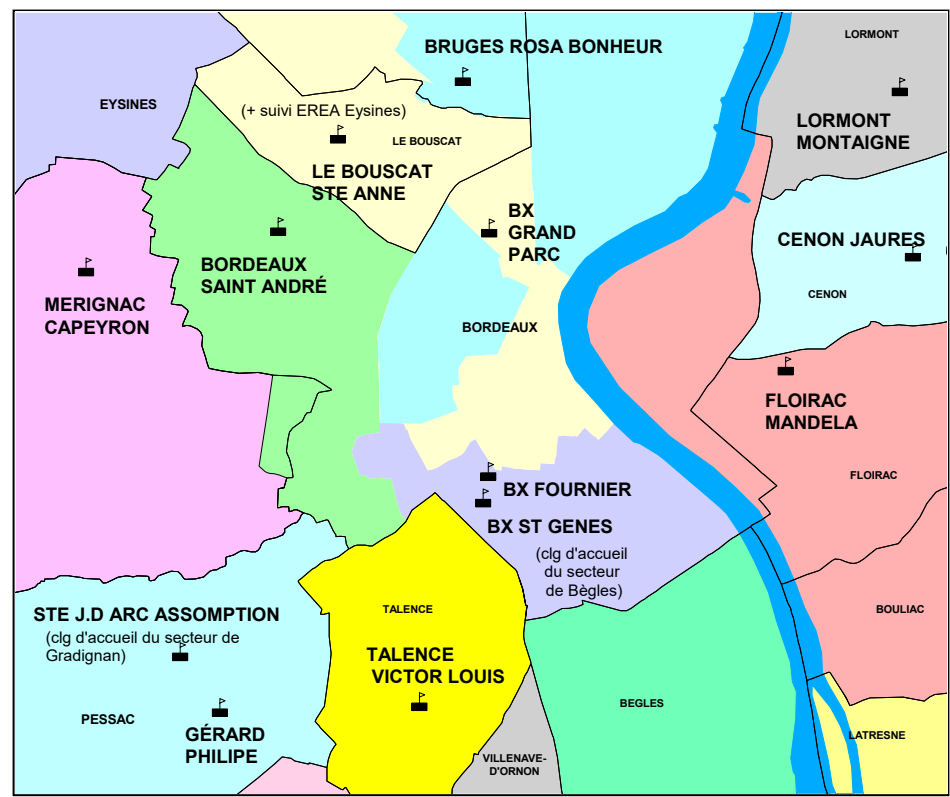 LORMONT
BRUGES ROSA BONHEUR
EYSINES
(+ suivi EREA Eysines)
LE BOUSCAT
LORMONT
MONTAIGNE
LE BOUSCAT
STE ANNE
BX
GRAND
PARC
CENON JAURES
BORDEAUX
SAINT ANDRÉ
CENON
MERIGNAC
CAPEYRON
BORDEAUX
FLOIRAC
MANDELA
FLOIRAC
BX FOURNIER
BX ST GENES
(clg d'accueil
du secteur
de Bègles)
STE J.D ARC ASSOMPTION
(clg d'accueil du secteur de
Gradignan)
TALENCE
BOULIAC
TALENCE
VICTOR LOUIS
BEGLES
PESSAC
GÉRARD
PHILIPE
LATRESNE
VILLENAVE-
D'ORNON